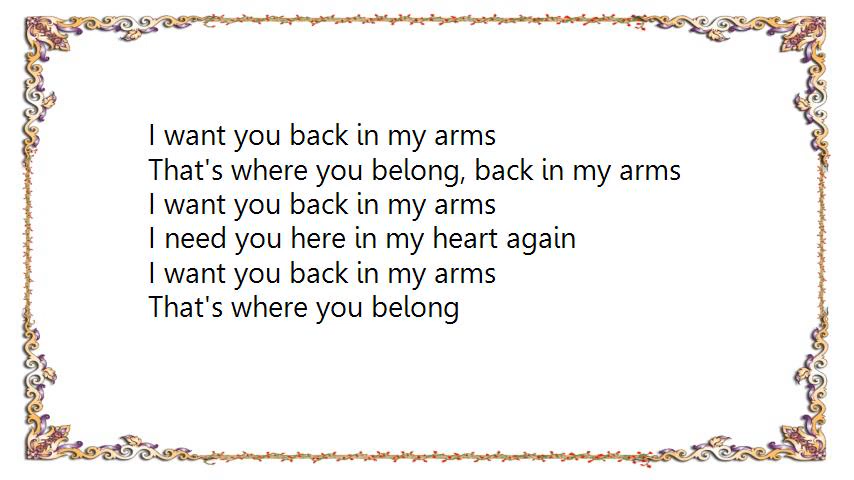 I want you back in my arms
That's where you belong, back in my arms
I want you back in my arms
I need you here in my heart again
I want you back in my arms
That's where you belong